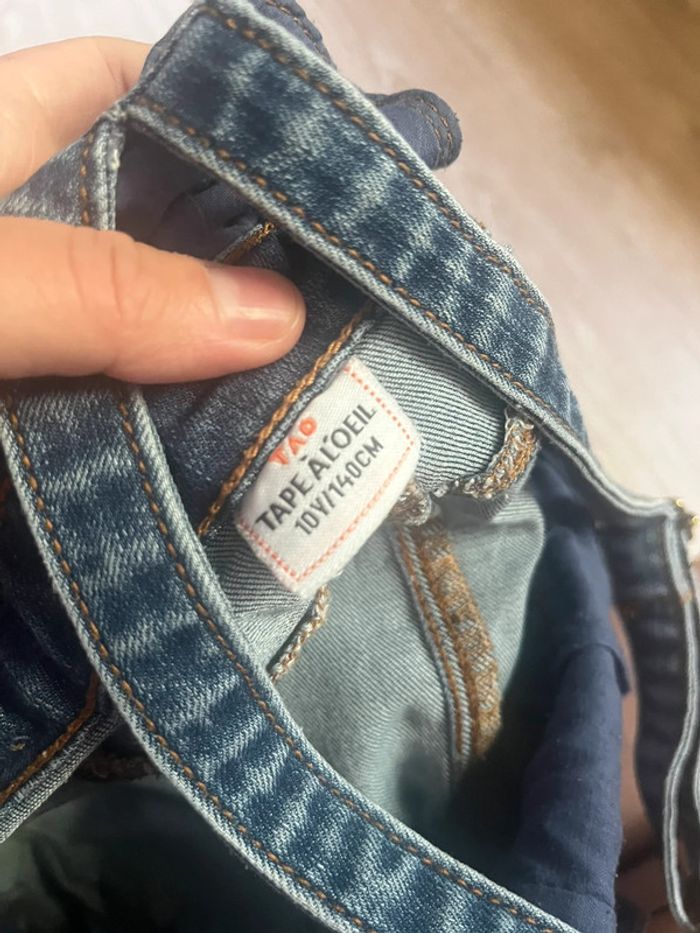 TAO
TAPE À L'OEIL
10Y/140CM